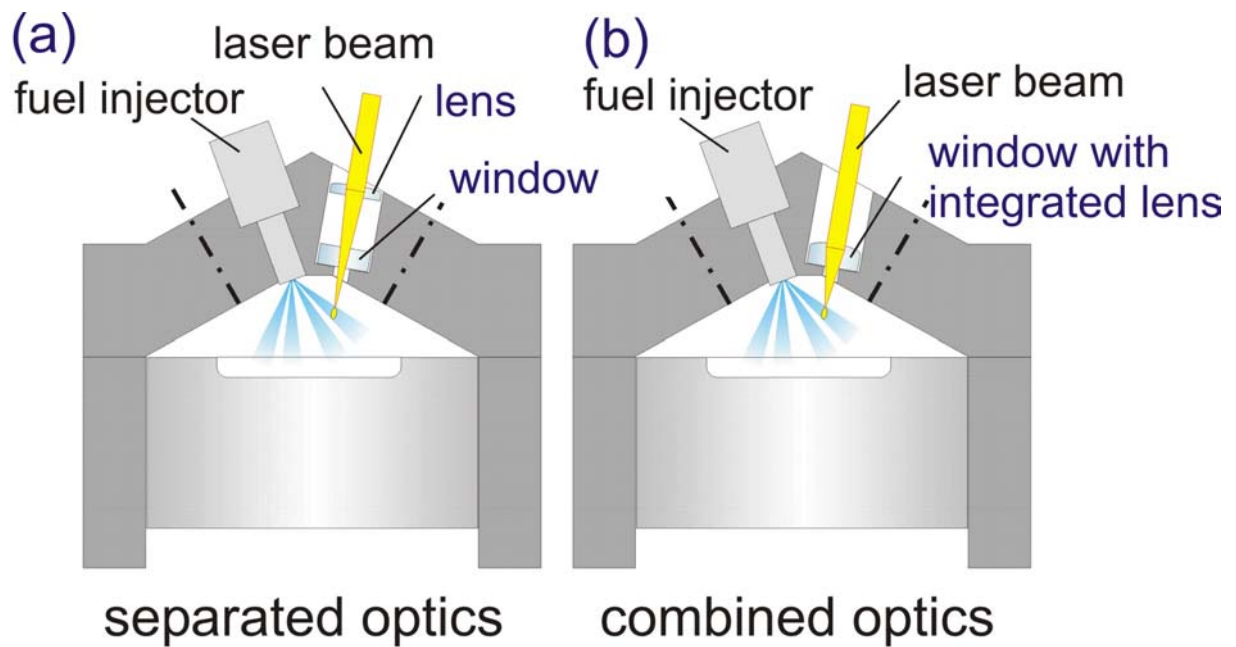 (a)
laser beam
fuel injector
lens
window
separated optics
(b)
fuel injector
laser beam
window with
integrated lens
combined optics